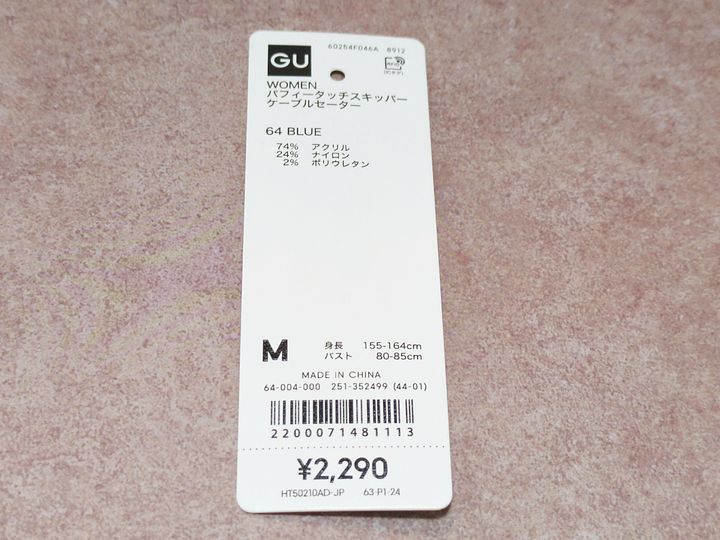 GU
60254F046A 8912
WOMEN
パフィータッチスキッパー
ケーブルセーター
64 BLUE
74% アクリル
24% ナイロン
2% ポリウレタン
M 身長 155-164cm
バスト 80-85cm
MADE IN CHINA
64-004-000 251-352499 (44-01)
2200071481113
¥2,290
HT50210AD-JP 63-P1-24